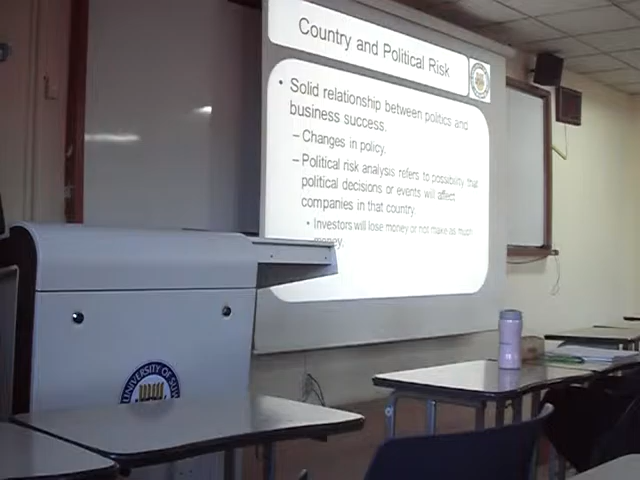 Country and Political Risk
• Solid relationship between politics and
business success.
– Changes in policy.
– Political risk analysis refers to possibility that
political decisions or events will affect
companies in that country.
• Investors will lose money or not make as much
money.
UNIVERSITY OF